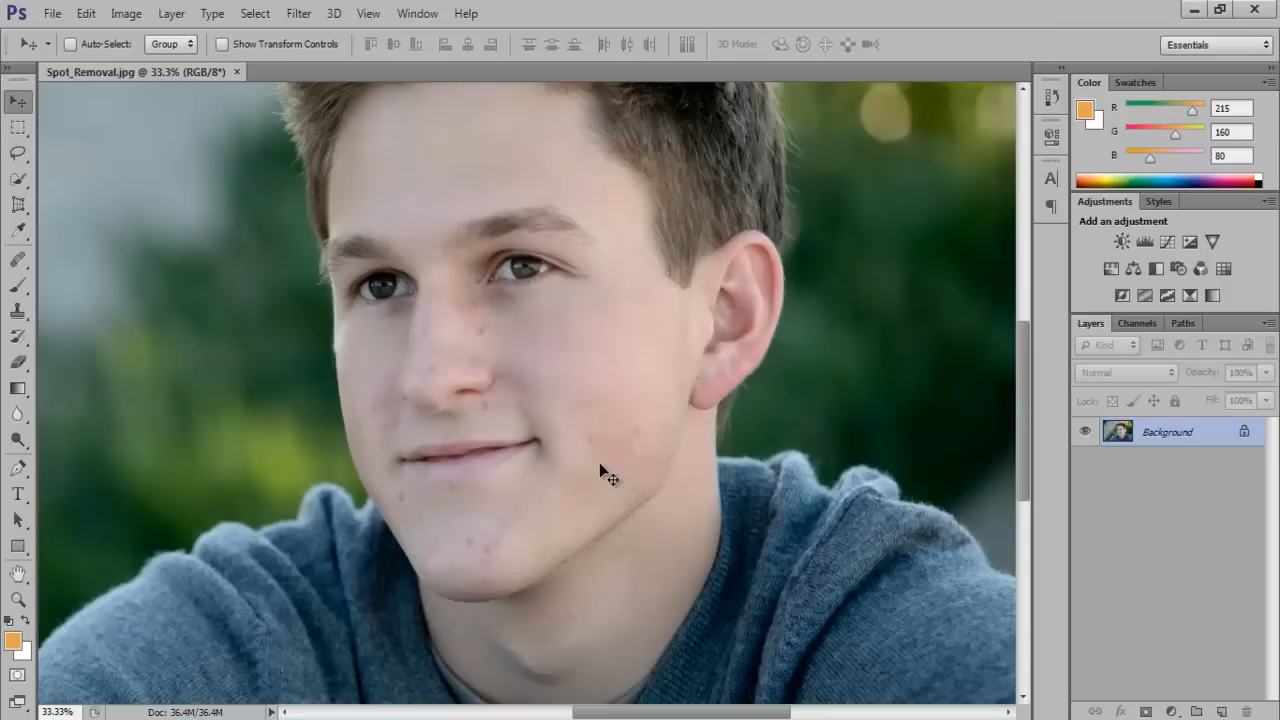 Ps File Edit Image Layer Type Select Filter 3D View Window Help
Auto-Select: Group Show Transform Controls 3D Mode: Essentials
Spot_Removal.jpg @ 33.3% (RGB/8*) ×
Color Swatches
R 215
G 160
B 80
Adjustments Styles
Add an adjustment
Layers Channels Paths
Kind
Normal Opacity: 100%
Lock: Fill: 100%
Background
33.33% Doc: 36.4M/36.4M